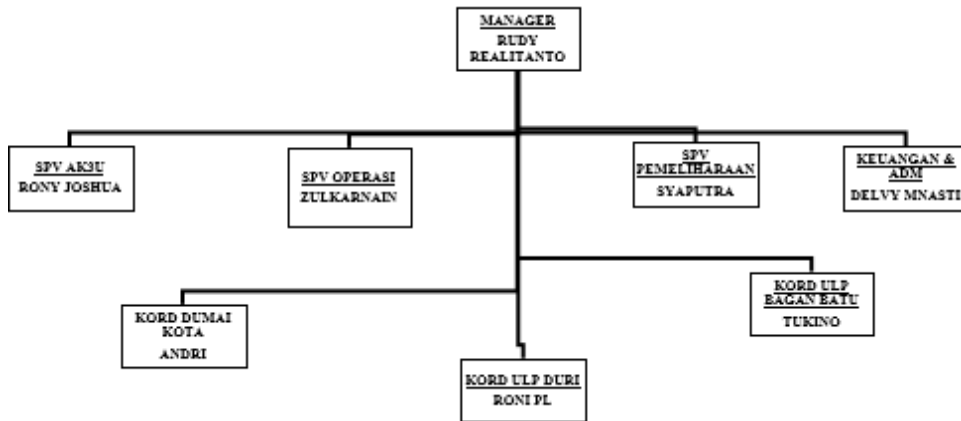 MANAGER
RUDY
REALITANTO
SPV AK3U
RONY JOSHUA
SPV OPERASI
ZULKARNAIN
SPV
PEMELIHARAAN
SYAPUTRA
KEUANGAN &
ADM
DELVY MNASTI
KORD DUMAI
KOTA
ANDRI
KORD ULP DURI
RONI PL
KORD ULP
BAGAN BATU
TUKINO